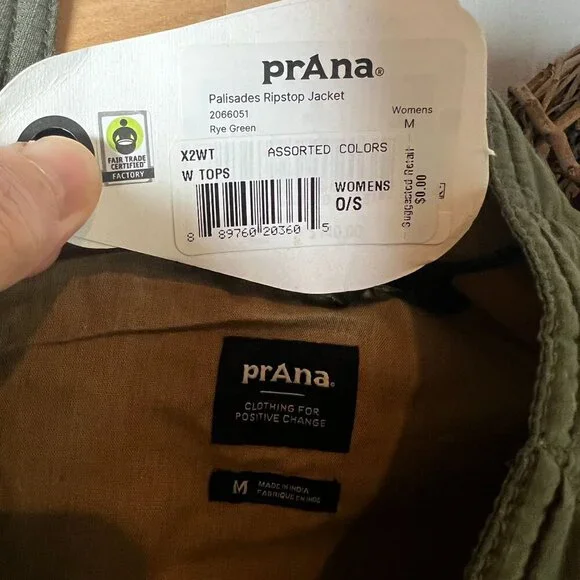 prAna®
Palisades Ripstop Jacket
2066051
Rye Green
Womens
M
FAIR TRADE
CERTIFIED
FACTORY
X2WT
ASSORTED COLORS
W TOPS
WOMENS
O/S
8 89760 20360 5
Suggested Retail
$0.00
prAna®
CLOTHING FOR
POSITIVE CHANGE
M
MADE IN INDIA
FABRIQUE EN INDE